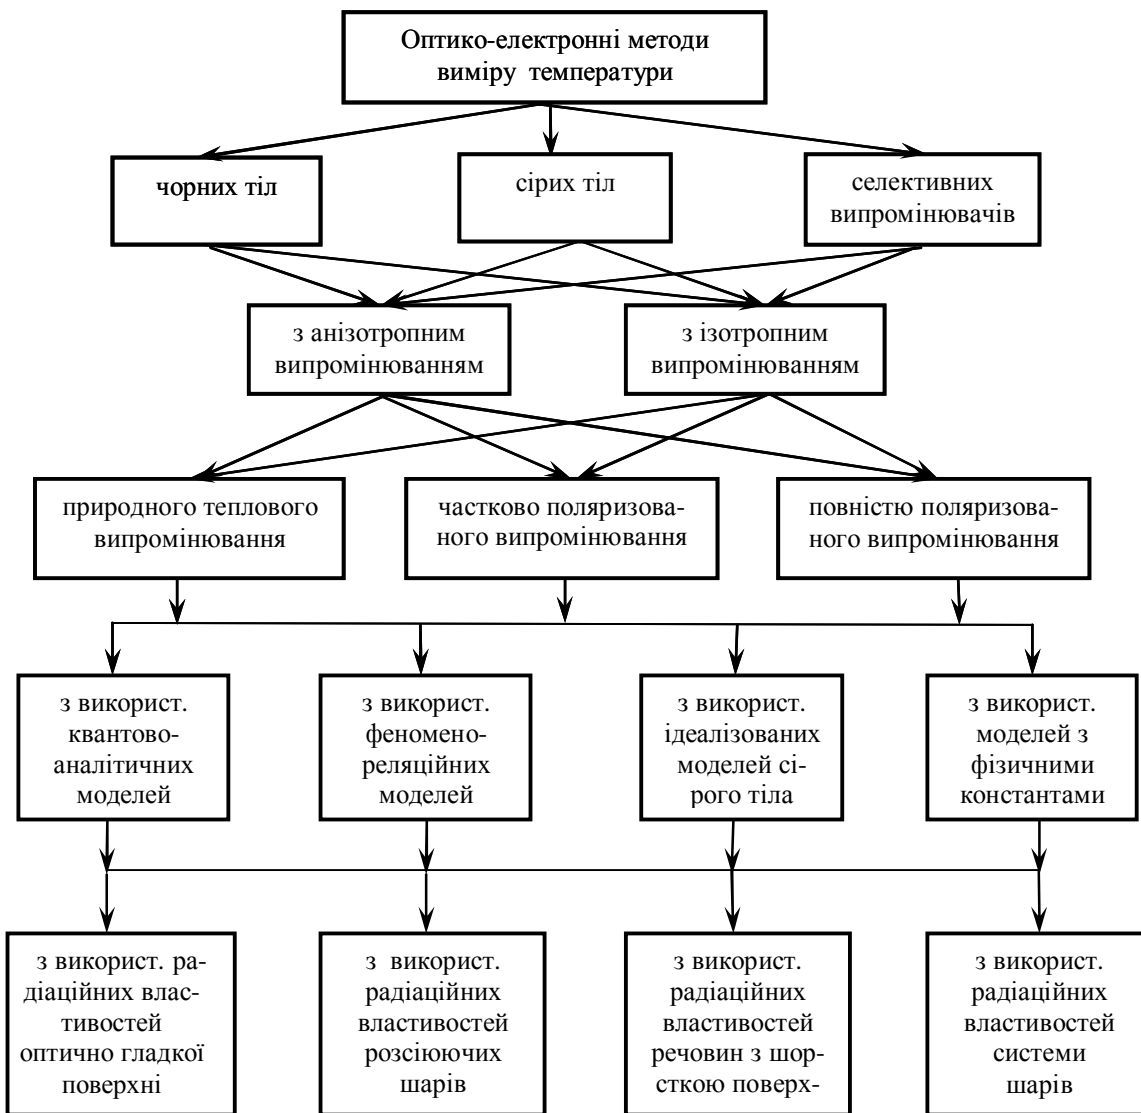 Оптико-електронні методи
виміру температури
чорних тіл
сірих тіл
селективних
випромінювачів
з анізотропним
випромінюванням
з ізотропним
випромінюванням
природного теплового
випромінювання
частково поляризова-
ного випромінювання
повністю поляризова-
ного випромінювання
з використ.
квантово-
аналітичних
моделей
з використ.
феномено-
реляційних
моделей
з використ.
ідеалізованих
моделей сі-
рого тіла
з використ.
моделей з
фізичними
константами
з використ. ра-
діаційних влас-
тивостей
оптично гладкої
поверхні
з використ.
радіаційних
властивостей
розсіюючих
шарів
з використ.
радіаційних
властивостей
речовин з шор-
сткою поверх-
з використ.
радіаційних
властивостей
системи
шарів